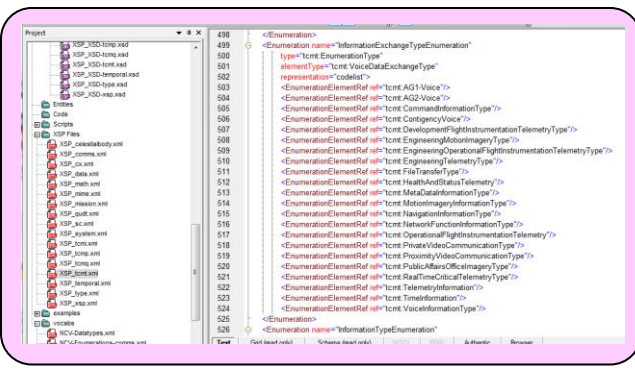 Project
XSP_XSD-tcmp.xsd
XSP_XSD-tcmq.xsd
XSP_XSD-tcmt.xsd
XSP_XSD-temporal.xsd
XSP_XSD-type.xsd
XSP_XSD-xsp.xsd
Entities
Code
Scripts
XSP Files
XSP_celestialbody.xml
XSP_comms.xml
XSP_cx.xml
XSP_data.xml
XSP_math.xml
XSP_mime.xml
XSP_mission.xml
XSP_qudt.xml
XSP_sc.xml
XSP_system.xml
XSP_tcmi.xml
XSP_tcmp.xml
XSP_tcmq.xml
XSP_tcmt.xml
XSP_temporal.xml
XSP_type.xml
XSP_xsp.xml
examples
vocabs
NCV-Datatypes.xml
NCV-Enumerations-comms.xml
498 </Enumeration>
499 <Enumeration name="InformationExchangeTypeEnumeration"
500 type="tcmt:EnumerationType"
501 elementType="tcmt:VoiceDataExchangeType"
502 representation="codelist">
503 <EnumerationElementRef ref="tcmt:AG1-Voice"/>
504 <EnumerationElementRef ref="tcmt:AG2-Voice"/>
505 <EnumerationElementRef ref="tcmt:CommandInformationType"/>
506 <EnumerationElementRef ref="tcmt:ContigencyVoice"/>
507 <EnumerationElementRef ref="tcmt:DevelopmentFlightInstrumentationTelemetryType"/>
508 <EnumerationElementRef ref="tcmt:EngineeringMotionImageryType"/>
509 <EnumerationElementRef ref="tcmt:EngineeringOperationalFlightInstrumentationTelemetryType"/>
510 <EnumerationElementRef ref="tcmt:EngineeringTelemetryType"/>
511 <EnumerationElementRef ref="tcmt:FileTransferType"/>
512 <EnumerationElementRef ref="tcmt:HealthAndStatusTelemetry"/>
513 <EnumerationElementRef ref="tcmt:MetaDataInformationType"/>
514 <EnumerationElementRef ref="tcmt:MotionImageryInformationType"/>
515 <EnumerationElementRef ref="tcmt:NavigationInformationType"/>
516 <EnumerationElementRef ref="tcmt:NetworkFunctionInformationType"/>
517 <EnumerationElementRef ref="tcmt:OperationalFlightInstrumentationTelemetry"/>
518 <EnumerationElementRef ref="tcmt:PrivateVideoCommunicationType"/>
519 <EnumerationElementRef ref="tcmt:ProximityVideoCommunicationType"/>
520 <EnumerationElementRef ref="tcmt:PublicAffairsOfficeImageryType"/>
521 <EnumerationElementRef ref="tcmt:RealTimeCriticalTelemetryType"/>
522 <EnumerationElementRef ref="tcmt:TelemetryInformation"/>
523 <EnumerationElementRef ref="tcmt:TimeInformation"/>
524 <EnumerationElementRef ref="tcmt:VoiceInformationType"/>
525 </Enumeration>
526 <Enumeration name="InformationTypeEnumeration"
Text Grid (read only) Schema (read only) Authentic Browser